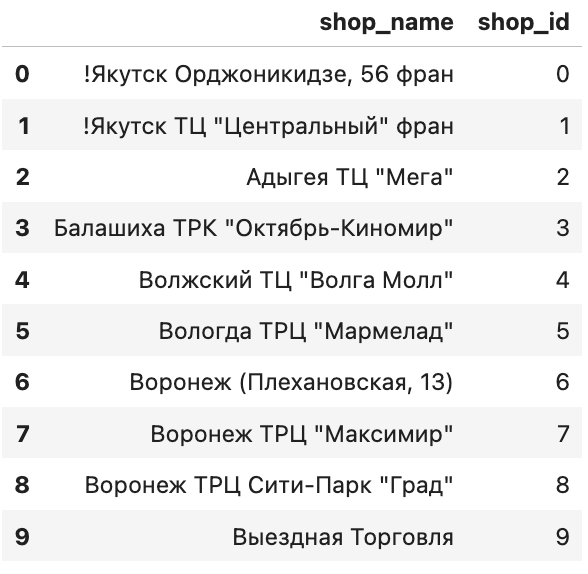 shop_name shop_id
0 !Якутск Орджоникидзе, 56 фран 0
1 !Якутск ТЦ "Центральный" фран 1
2 Адыгея ТЦ "Мега" 2
3 Балашиха ТРК "Октябрь-Киномир" 3
4 Волжский ТЦ "Волга Молл" 4
5 Вологда ТРЦ "Мармелад" 5
6 Воронеж (Плехановская, 13) 6
7 Воронеж ТРЦ "Максимир" 7
8 Воронеж ТРЦ Сити-Парк "Град" 8
9 Выездная Торговля 9